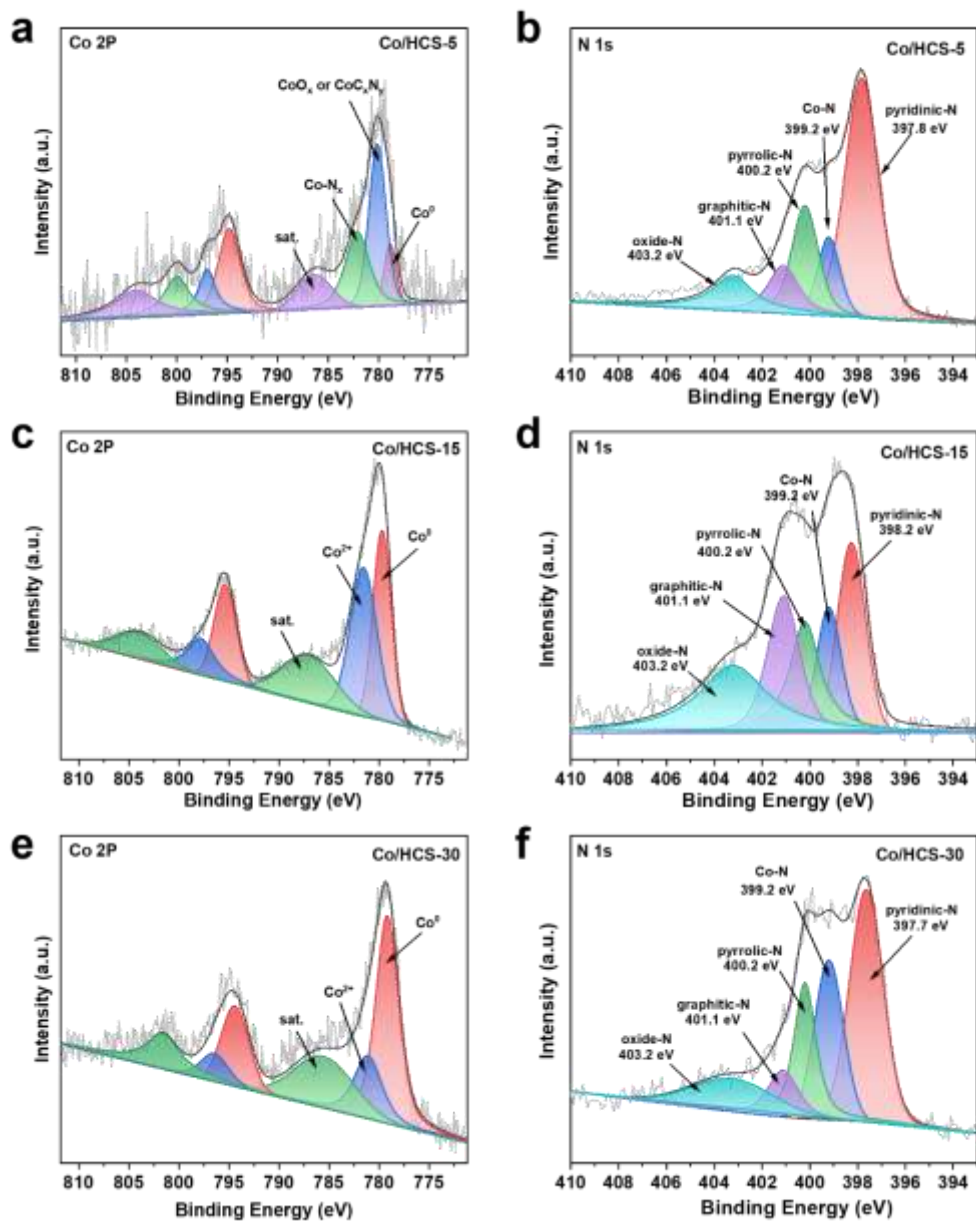 a
Co 2P
Co/HCS-5
CoOₓ or CoCₓNᵧ
Co-Nₓ
Co⁰
sat.
Intensity (a.u.)
810 805 800 795 790 785 780 775
Binding Energy (eV)
b
N 1s
Co/HCS-5
Co-N
399.2 eV
pyridinic-N
397.8 eV
pyrrolic-N
400.2 eV
graphitic-N
401.1 eV
oxide-N
403.2 eV
Intensity (a.u.)
410 406 404 402 400 398 396 394
Binding Energy (eV)
c
Co 2P
Co/HCS-15
Co²⁺
Co⁰
sat.
Intensity (a.u.)
810 805 800 795 790 785 780 775
Binding Energy (eV)
d
N 1s
Co/HCS-15
Co-N
399.2 eV
pyridinic-N
398.2 eV
pyrrolic-N
400.2 eV
graphitic-N
401.1 eV
oxide-N
403.2 eV
Intensity (a.u.)
410 406 404 402 400 398 396 394
Binding Energy (eV)
e
Co 2P
Co/HCS-30
Co⁰
Co²⁺
sat.
Intensity (a.u.)
810 805 800 795 790 785 780 775
Binding Energy (eV)
f
N 1s
Co/HCS-30
Co-N
399.2 eV
pyridinic-N
397.7 eV
pyrrolic-N
400.2 eV
graphitic-N
401.1 eV
oxide-N
403.2 eV
Intensity (a.u.)
410 406 404 402 400 398 396 394
Binding Energy (eV)